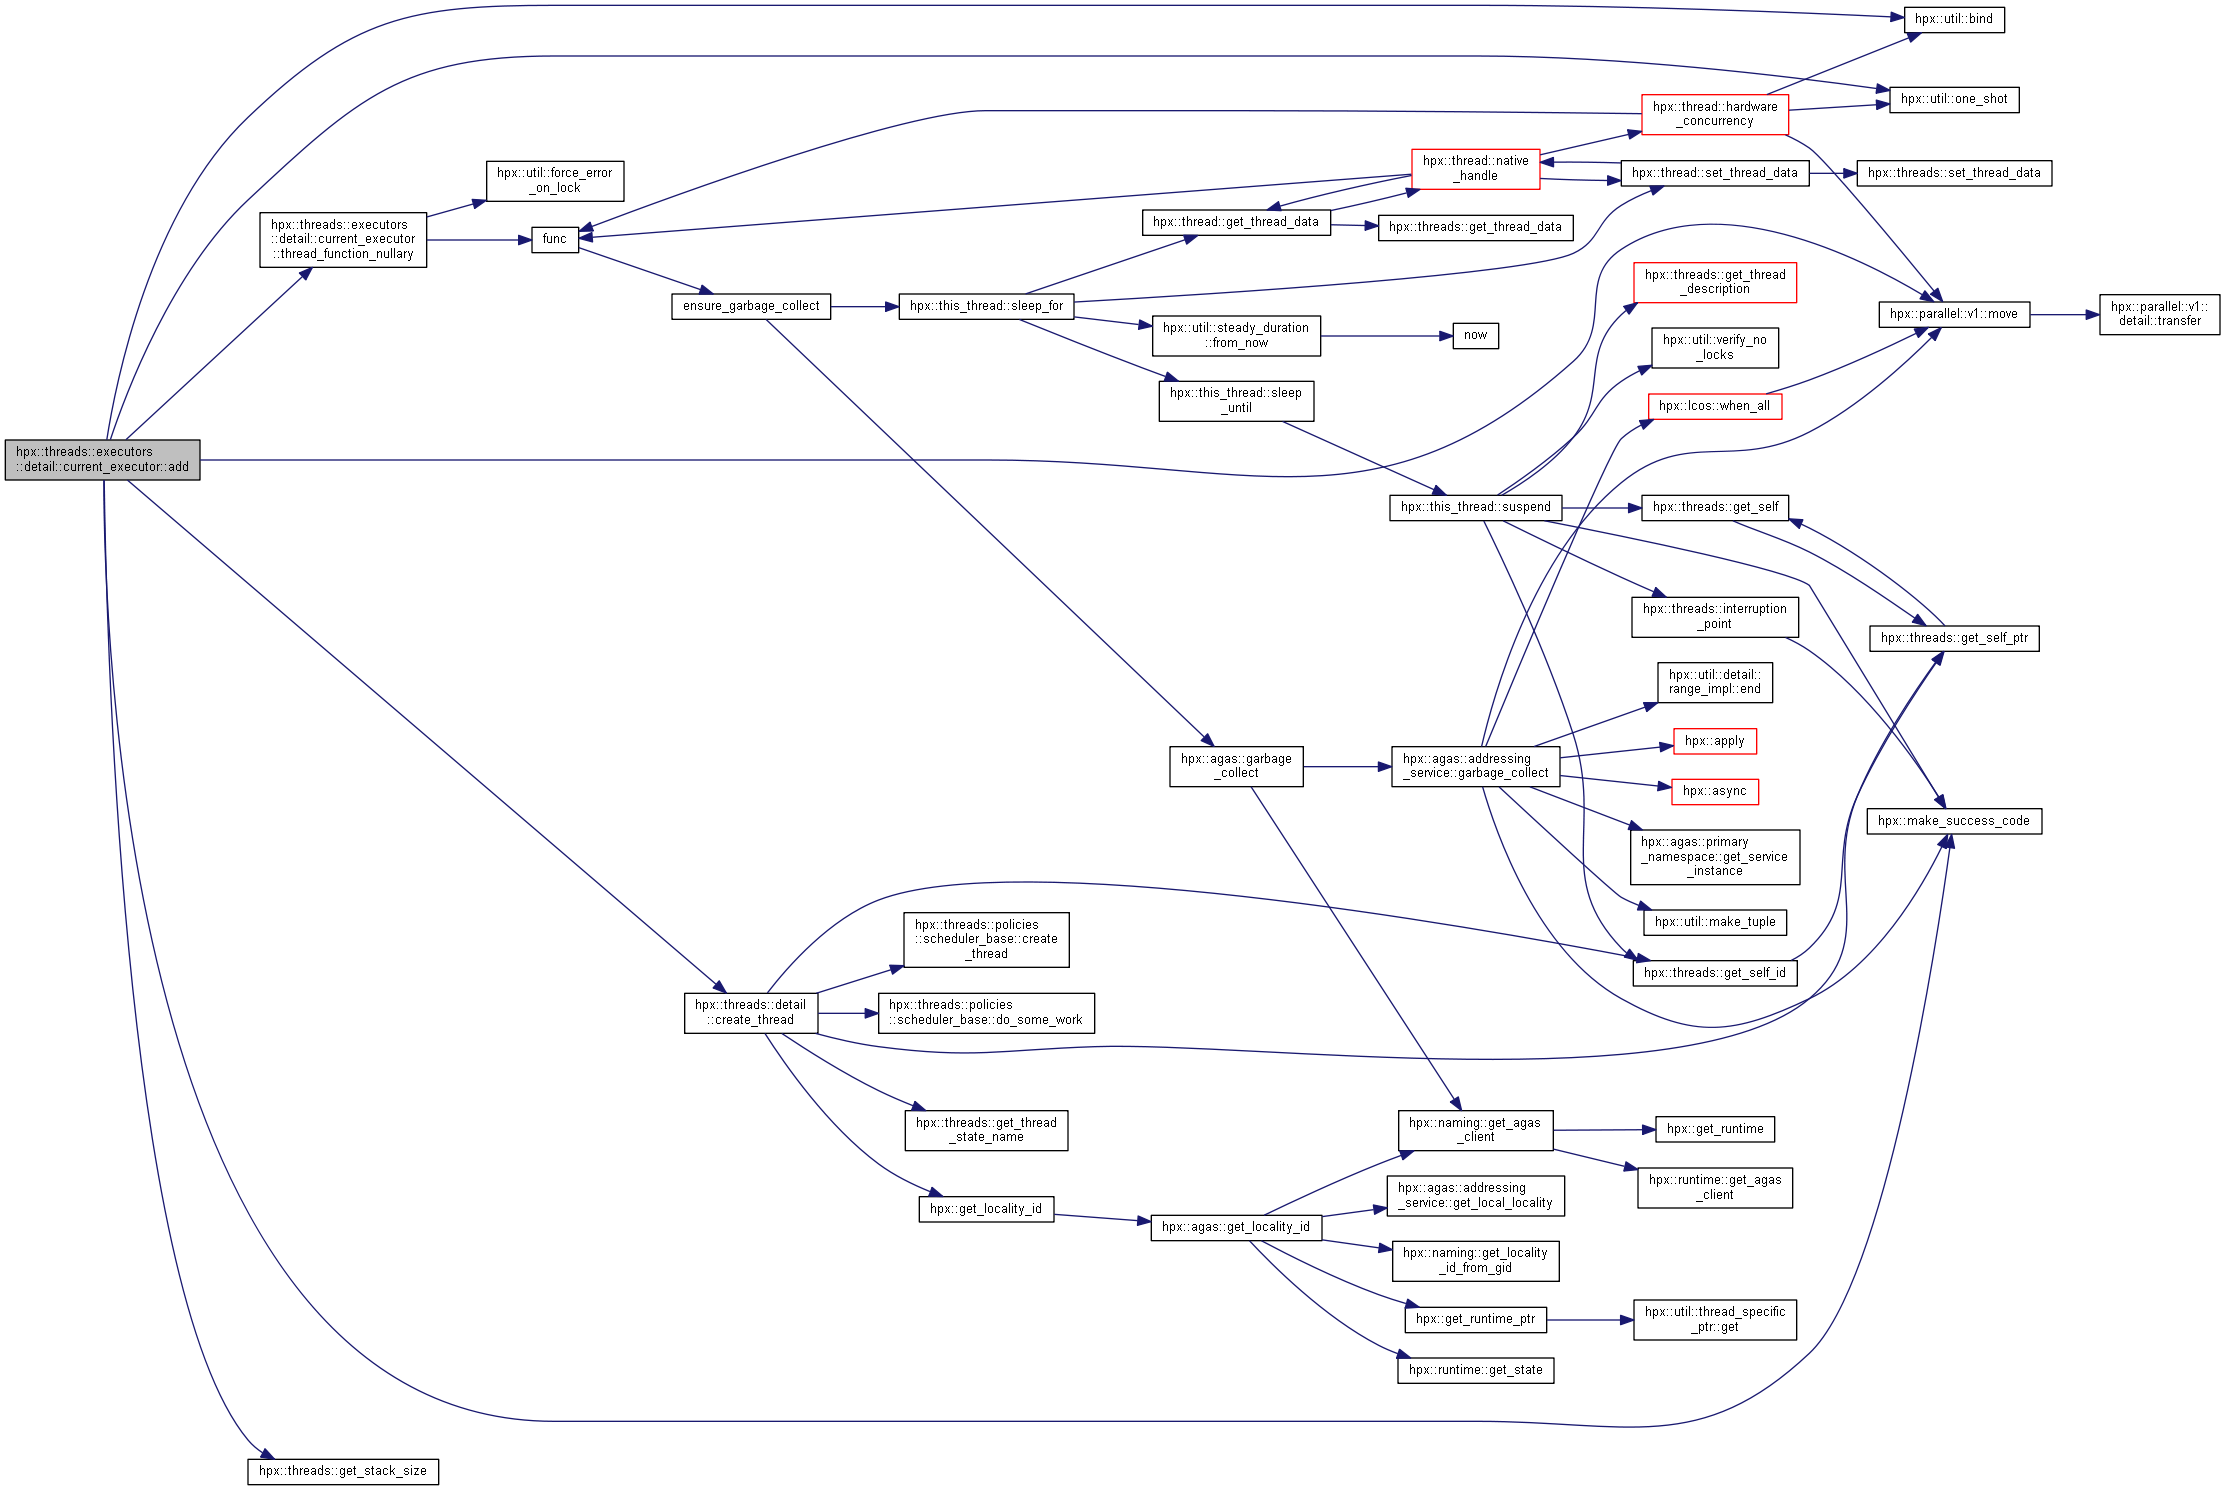 hpx::util::bind
hpx::util::one_shot
hpx::thread::hardware
_concurrency
hpx::util::force_error
_on_lock
hpx::thread::native
_handle
hpx::thread::set_thread_data
hpx::threads::set_thread_data
hpx::threads::executors
::detail::current_executor
::thread_function_nullary
func
hpx::thread::get_thread_data
hpx::threads::get_thread_data
hpx::threads::get_thread
_description
ensure_garbage_collect
hpx::this_thread::sleep_for
hpx::util::steady_duration
::from_now
now
hpx::util::verify_no
_locks
hpx::parallel::v1::move
hpx::parallel::v1::
detail::transfer
hpx::this_thread::sleep
_until
hpx::lcos::when_all
hpx::threads::executors
::detail::current_executor::add
hpx::this_thread::suspend
hpx::threads::get_self
hpx::threads::interruption
_point
hpx::threads::get_self_ptr
hpx::util::detail::
range_impl::end
hpx::agas::garbage
_collect
hpx::agas::addressing
_service::garbage_collect
hpx::apply
hpx::async
hpx::make_success_code
hpx::agas::primary
_namespace::get_service
_instance
hpx::util::make_tuple
hpx::threads::policies
::scheduler_base::create
_thread
hpx::threads::get_self_id
hpx::threads::detail
::create_thread
hpx::threads::policies
::scheduler_base::do_some_work
hpx::threads::get_thread
_state_name
hpx::naming::get_agas
_client
hpx::get_runtime
hpx::runtime::get_agas
_client
hpx::get_locality_id
hpx::agas::get_locality_id
hpx::agas::addressing
_service::get_local_locality
hpx::naming::get_locality
_id_from_gid
hpx::get_runtime_ptr
hpx::util::thread_specific
_ptr::get
hpx::runtime::get_state
hpx::threads::get_stack_size